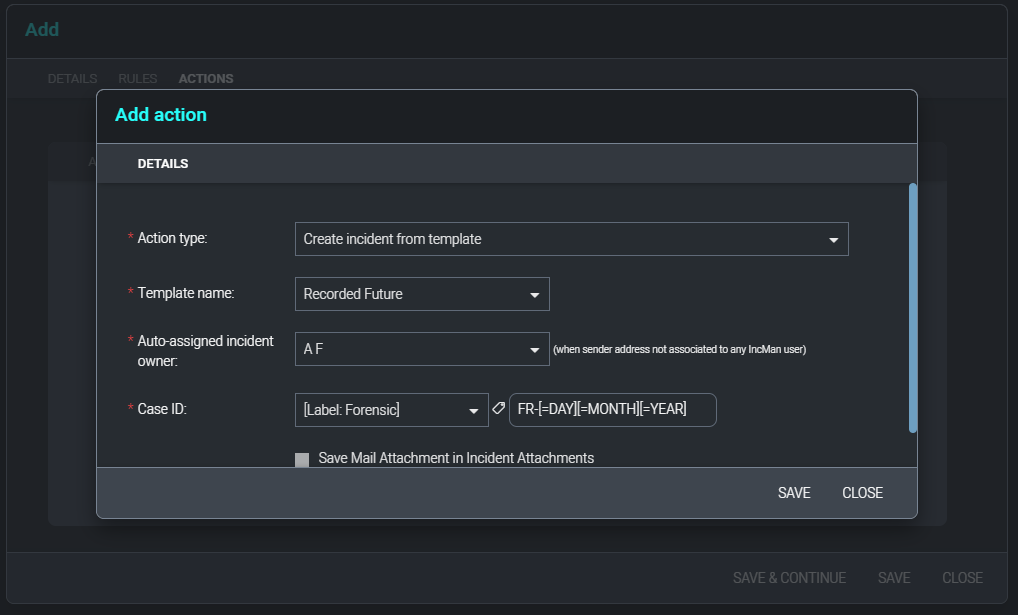 Add
DETAILS RULES ACTIONS
Add action
DETAILS
* Action type: Create incident from template
* Template name: Recorded Future
* Auto-assigned incident owner: A F (when sender address not associated to any IncMan user)
* Case ID: [Label: Forensic] FR-[=DAY][=MONTH][=YEAR]
Save Mail Attachment in Incident Attachments
SAVE CLOSE
SAVE & CONTINUE SAVE CLOSE